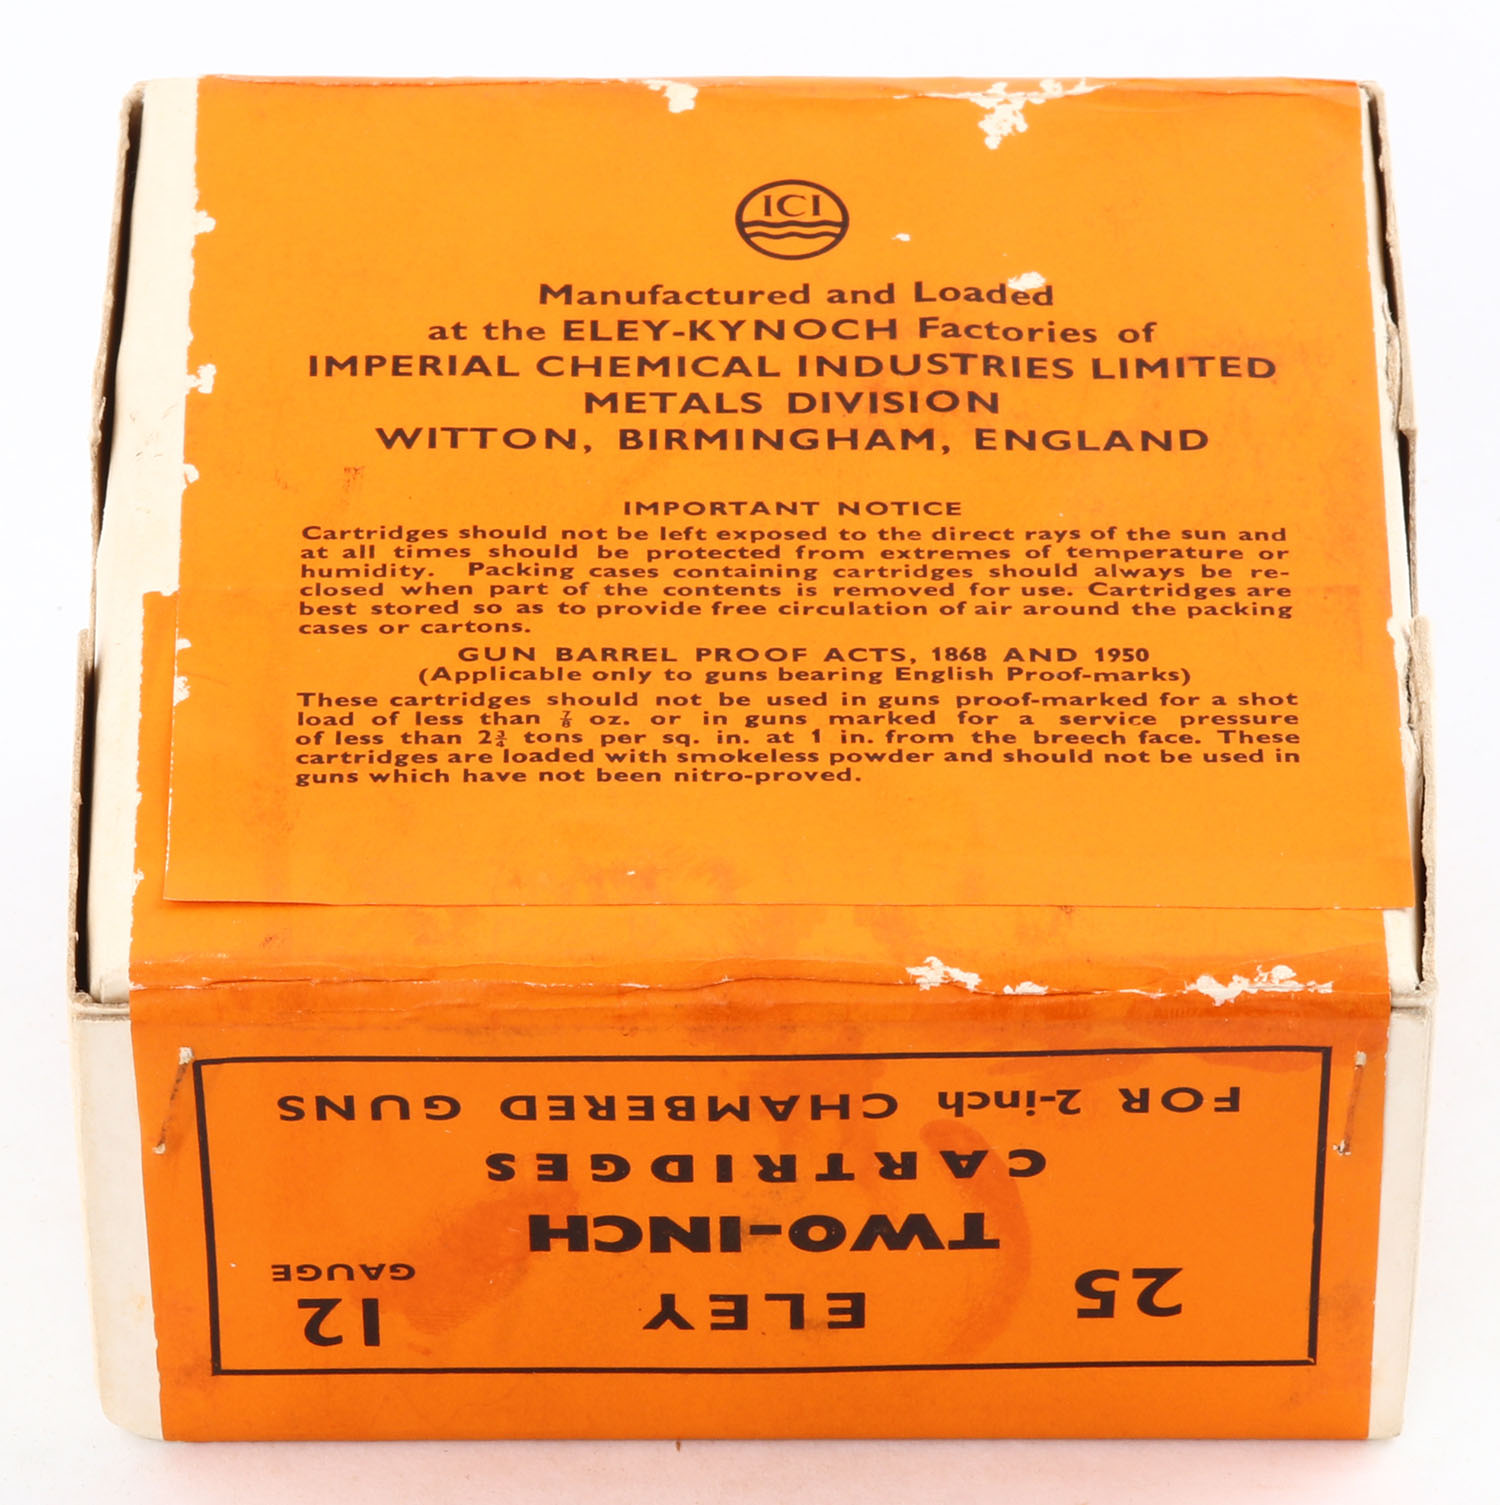 ICI
Manufactured and Loaded
at the ELEY-KYNOCH Factories of
IMPERIAL CHEMICAL INDUSTRIES LIMITED
METALS DIVISION
WITTON, BIRMINGHAM, ENGLAND
IMPORTANT NOTICE
Cartridges should not be left exposed to the direct rays of the sun and
at all times should be protected from extremes of temperature or
humidity. Packing cases containing cartridges should always be re-
closed when part of the contents is removed for use. Cartridges are
best stored so as to provide free circulation of air around the packing
cases or cartons.
GUN BARREL PROOF ACTS, 1868 AND 1950
(Applicable only to guns bearing English Proof-marks)
These cartridges should not be used in guns proof-marked for a shot
load of less than ⅞ oz. or in guns marked for a service pressure
of less than 2¾ tons per sq. in. at 1 in. from the breech face. These
cartridges are loaded with smokeless powder and should not be used in
guns which have not been nitro-proved.
25 ELEY 12
GAUGE
TWO-INCH
CARTRIDGES
FOR 2-inch CHAMBERED GUNS